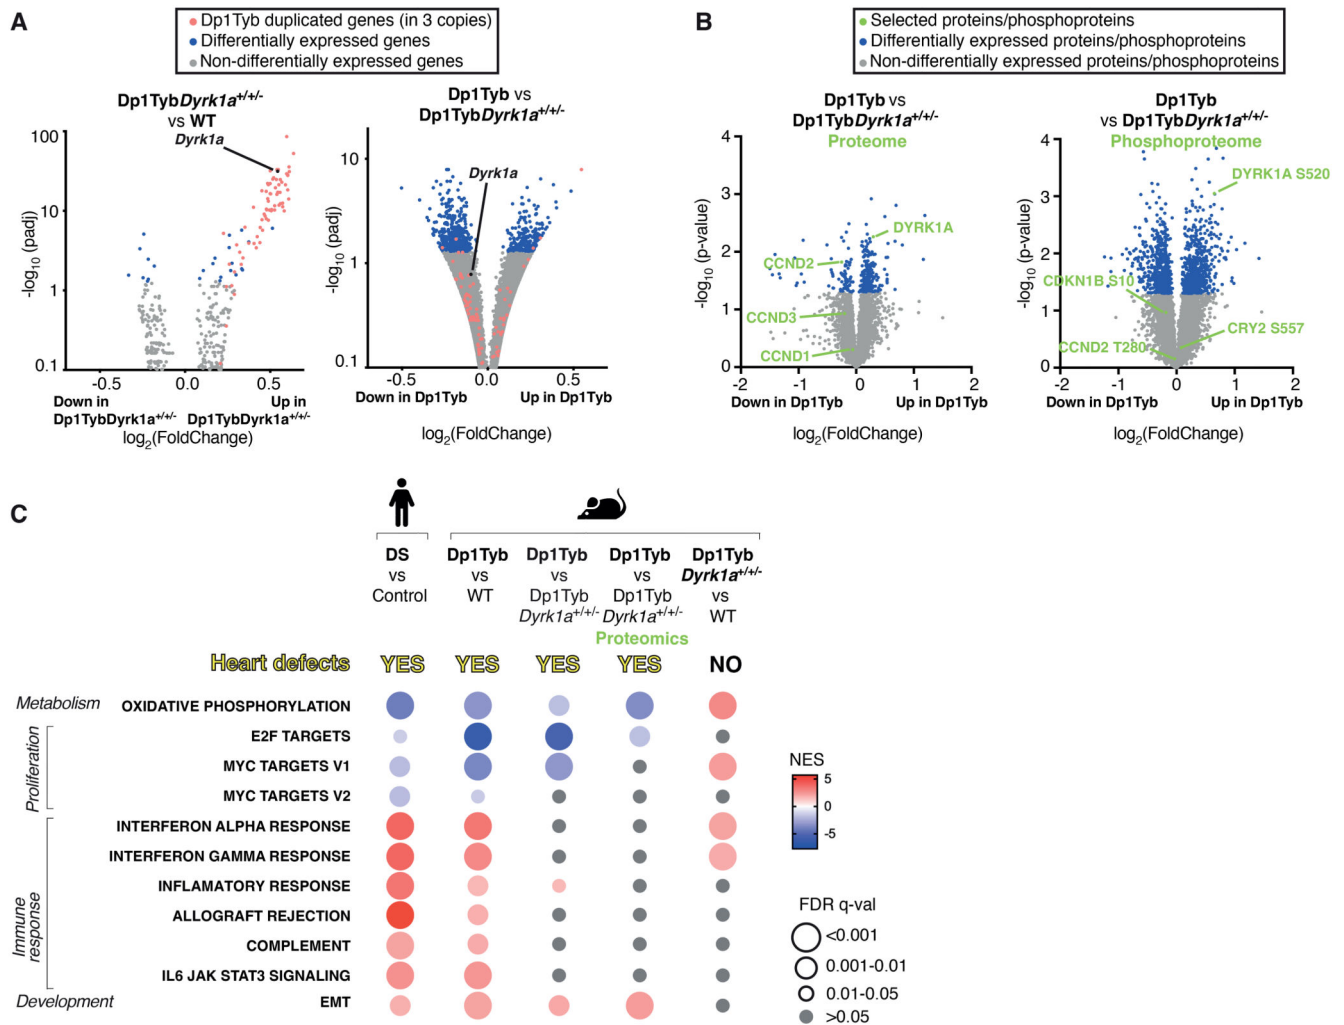 A
Dp1Tyb duplicated genes (in 3 copies)
Differentially expressed genes
Non-differentially expressed genes
Dp1TybDyrk1a+/+/-
vs WT
Dyrk1a
100
10
1
0.1
-log10 (padj)
-0.5
0.0
0.5
Down in
Dp1TybDyrk1a+/+/-
Up in
Dp1TybDyrk1a+/+/-
log2(FoldChange)
Dp1Tyb vs
Dp1TybDyrk1a+/+/-
Dyrk1a
10
1
0.1
-log10 (padj)
-0.5
0.0
0.5
Down in Dp1Tyb
Up in Dp1Tyb
log2(FoldChange)
B
Selected proteins/phosphoproteins
Differentially expressed proteins/phosphoproteins
Non-differentially expressed proteins/phosphoproteins
Dp1Tyb vs
Dp1TybDyrk1a+/+/-
Proteome
4
3
2
1
0
-log10 (p-value)
DYRK1A
CCND2
CCND3
CCND1
-2
-1
0
1
2
Down in Dp1Tyb
Up in Dp1Tyb
log2(FoldChange)
Dp1Tyb
vs Dp1TybDyrk1a+/+/-
Phosphoproteome
4
3
2
1
0
-log10 (p-value)
DYRK1A S520
CDKN1B S10
CRY2 S557
CCND2 T280
-2
-1
0
1
2
Down in Dp1Tyb
Up in Dp1Tyb
log2(FoldChange)
C
DS
vs
Control
Dp1Tyb
vs
WT
Dp1Tyb
vs
Dp1Tyb
Dyrk1a+/+/-
Dp1Tyb
vs
Dp1Tyb
Dyrk1a+/+/-
Proteomics
Dp1Tyb
Dyrk1a+/+/-
vs
WT
Heart defects YES YES YES YES NO
Metabolism OXIDATIVE PHOSPHORYLATION
Proliferation
E2F TARGETS
MYC TARGETS V1
MYC TARGETS V2
Immune
response
INTERFERON ALPHA RESPONSE
INTERFERON GAMMA RESPONSE
INFLAMATORY RESPONSE
ALLOGRAFT REJECTION
COMPLEMENT
IL6 JAK STAT3 SIGNALING
Development EMT
NES
5
0
-5
FDR q-val
<0.001
0.001-0.01
0.01-0.05
>0.05